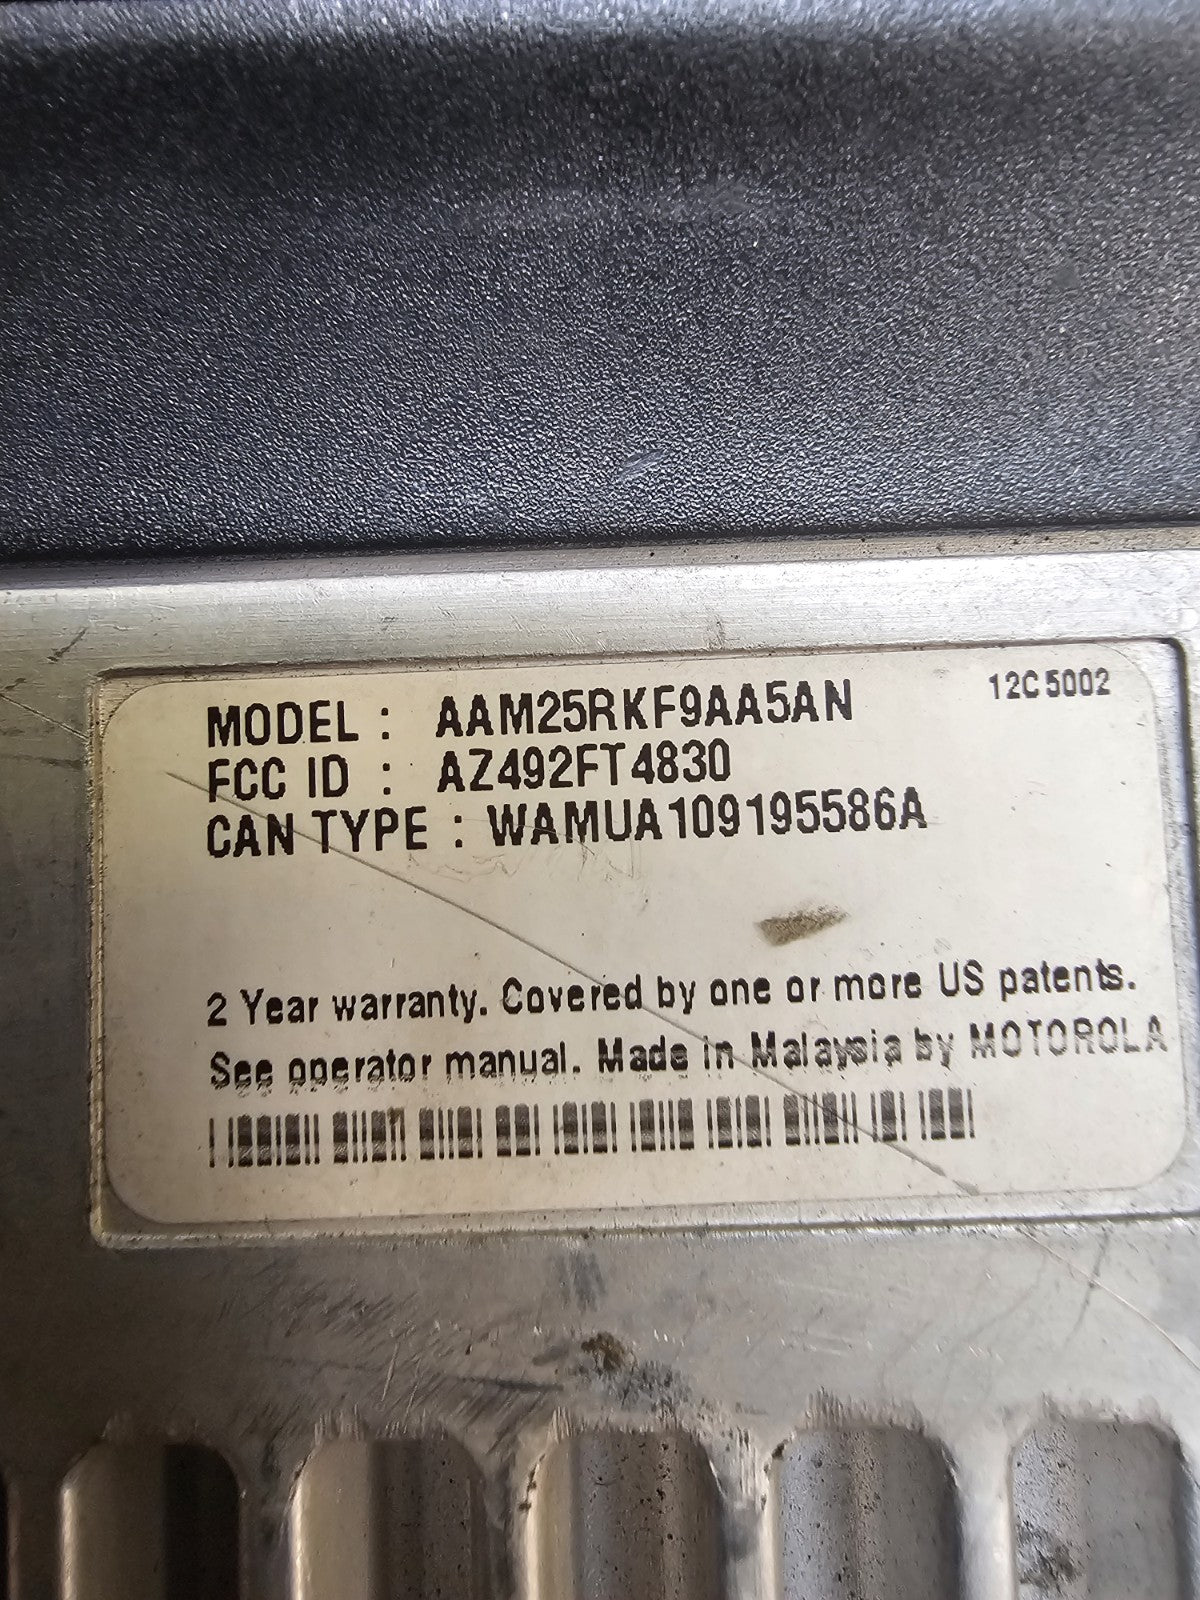 MODEL : AAM25RKF9AA5AN 12C5002
FCC ID : AZ492FT4830
CAN TYPE : WAMUA109195586A
2 Year warranty. Covered by one or more US patents.
See operator manual. Made in Malaysia by MOTOROLA